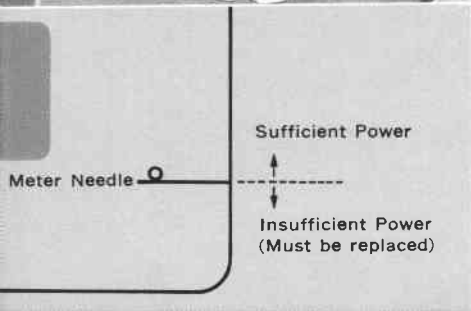 Sufficient Power
Meter Needle
Insufficient Power
(Must be replaced)